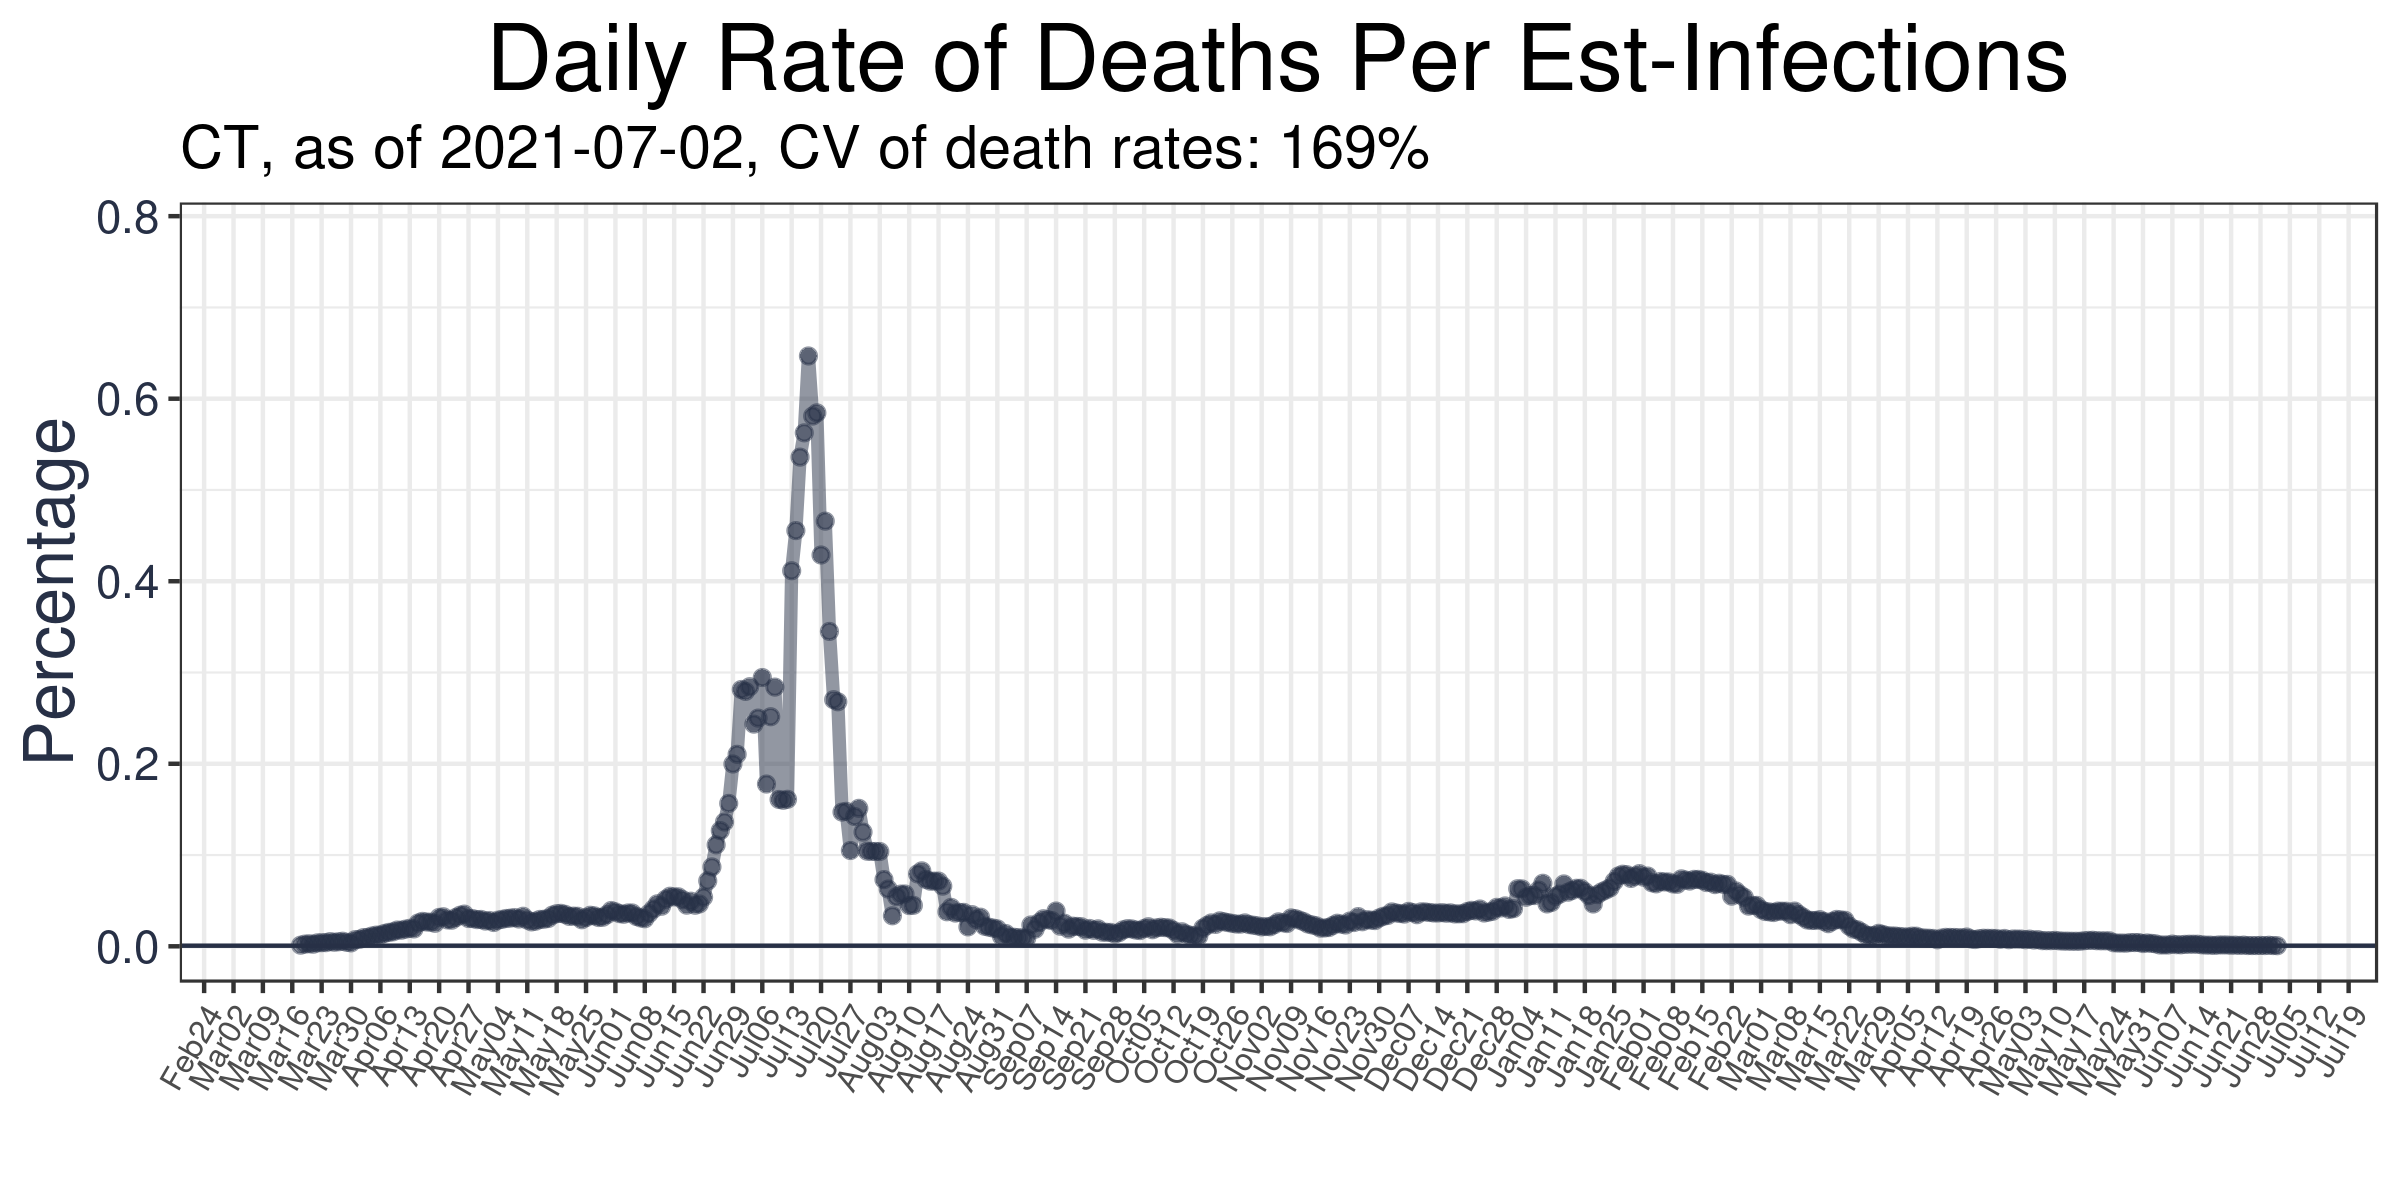 Daily Rate of Deaths Per Est-Infections
CT, as of 2021-07-02, CV of death rates: 169%
Percentage
0.8
0.6
0.4
0.2
0.0
Feb24
Mar02
Mar09
Mar16
Mar23
Mar30
Apr06
Apr13
Apr20
Apr27
May04
May11
May18
May25
Jun01
Jun08
Jun15
Jun22
Jun29
Jul06
Jul13
Jul20
Jul27
Aug03
Aug10
Aug17
Aug24
Aug31
Sep07
Sep14
Sep21
Sep28
Oct05
Oct12
Oct19
Oct26
Nov02
Nov09
Nov16
Nov23
Nov30
Dec07
Dec14
Dec21
Dec28
Jan04
Jan11
Jan18
Jan25
Feb01
Feb08
Feb15
Feb22
Mar01
Mar08
Mar15
Mar22
Mar29
Apr05
Apr12
Apr19
Apr26
May03
May10
May17
May24
May31
Jun07
Jun14
Jun21
Jun28
Jul05
Jul12
Jul19